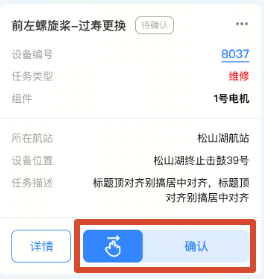 前左螺旋桨-过寿更换 待确认 ...
设备编号 8037
任务类型 维修
组件 1号电机
所在航站 松山湖航站
设备位置 松山湖终止击鼓39号
任务描述 标题顶对齐别搞居中对齐，标题顶
对齐别搞居中对齐
详情 确认